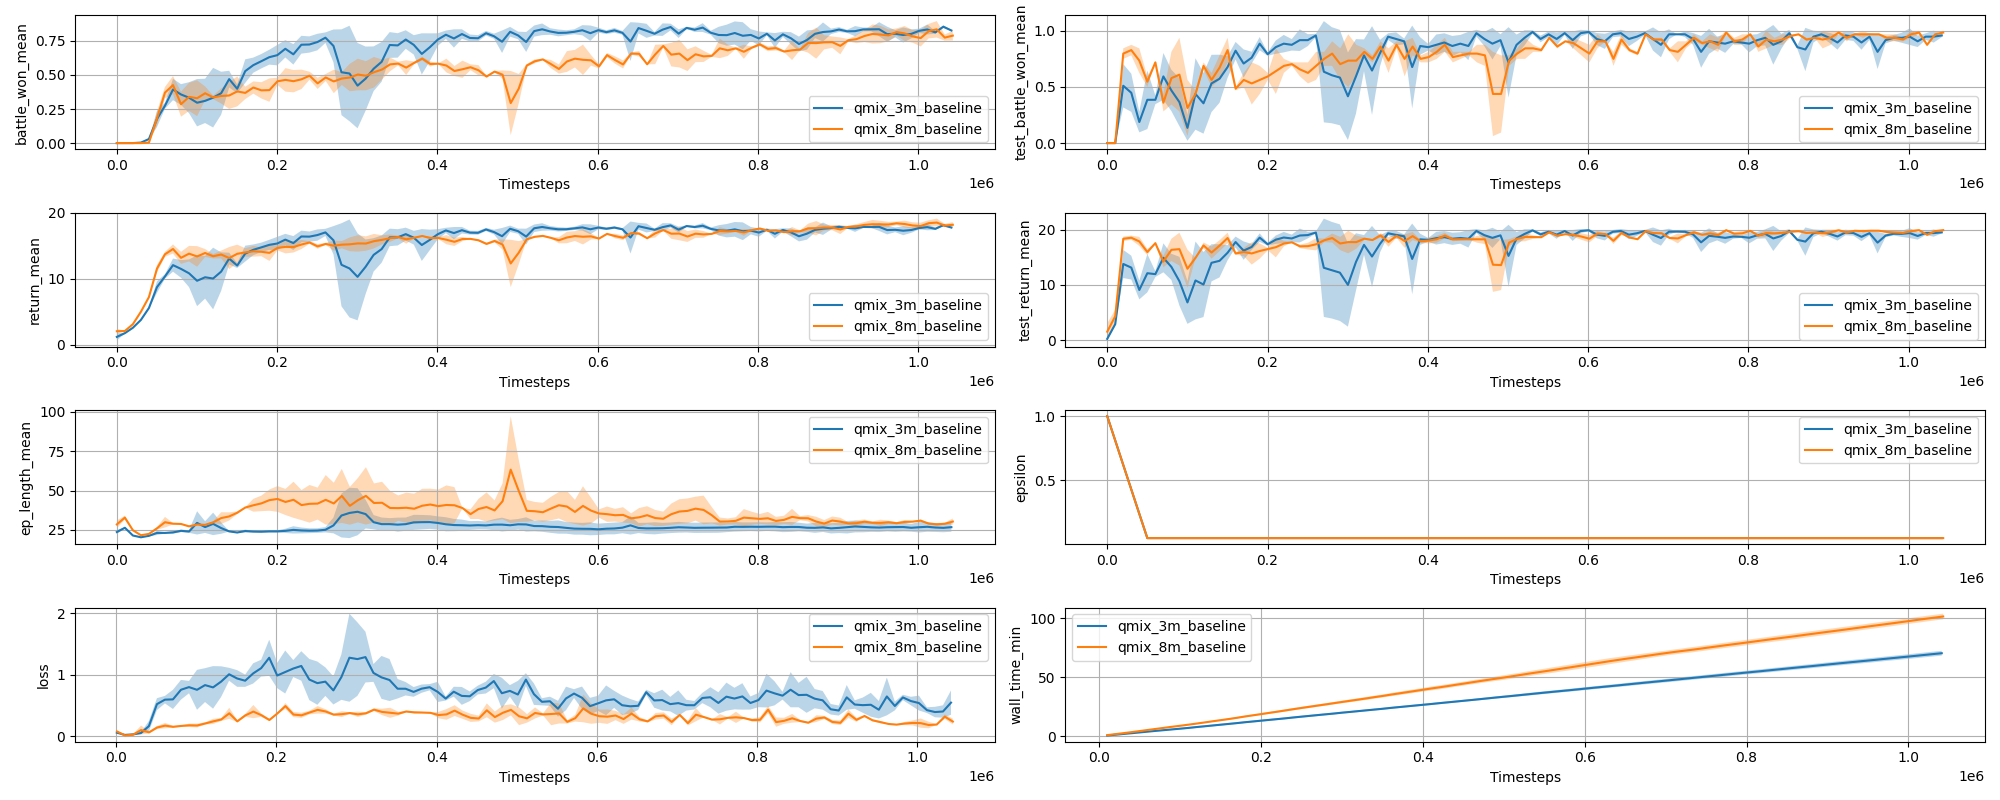 battle_won_mean
0.75
0.50
0.25
0.00
qmix_3m_baseline
qmix_8m_baseline
0.0 0.2 0.4 0.6 0.8 1.0
Timesteps
1e6
test_battle_won_mean
1.0
0.5
0.0
qmix_3m_baseline
qmix_8m_baseline
0.0 0.2 0.4 0.6 0.8 1.0
Timesteps
1e6
return_mean
20
10
0
qmix_3m_baseline
qmix_8m_baseline
0.0 0.2 0.4 0.6 0.8 1.0
Timesteps
1e6
test_return_mean
20
10
0
qmix_3m_baseline
qmix_8m_baseline
0.0 0.2 0.4 0.6 0.8 1.0
Timesteps
1e6
ep_length_mean
100
75
50
25
qmix_3m_baseline
qmix_8m_baseline
0.0 0.2 0.4 0.6 0.8 1.0
Timesteps
1e6
epsilon
1.0
0.5
qmix_3m_baseline
qmix_8m_baseline
0.0 0.2 0.4 0.6 0.8 1.0
Timesteps
1e6
loss
2
1
0
qmix_3m_baseline
qmix_8m_baseline
0.0 0.2 0.4 0.6 0.8 1.0
Timesteps
1e6
wall_time_min
100
50
0
qmix_3m_baseline
qmix_8m_baseline
0.0 0.2 0.4 0.6 0.8 1.0
Timesteps
1e6